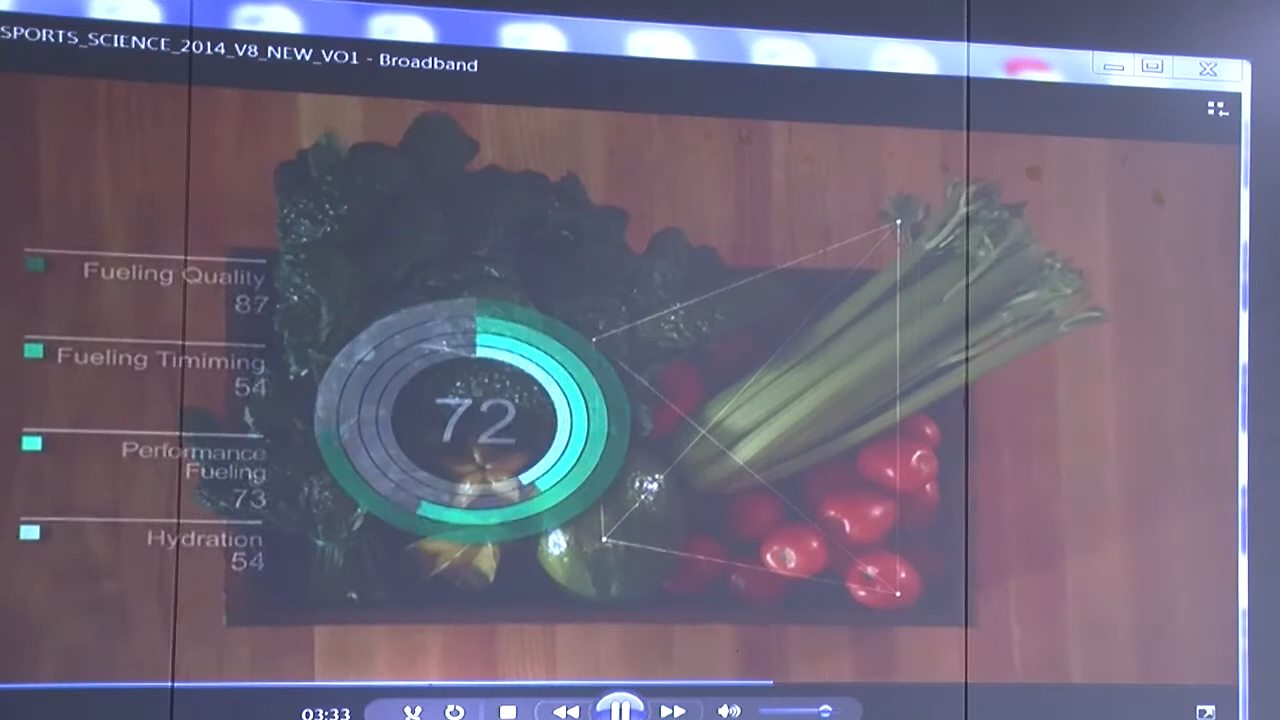 SPORTS_SCIENCE_2014_V8_NEW_VO1 - Broadband
Fueling Quality
87
Fueling Timiming
54
Performance
Fueling
73
Hydration
54
72
03:33